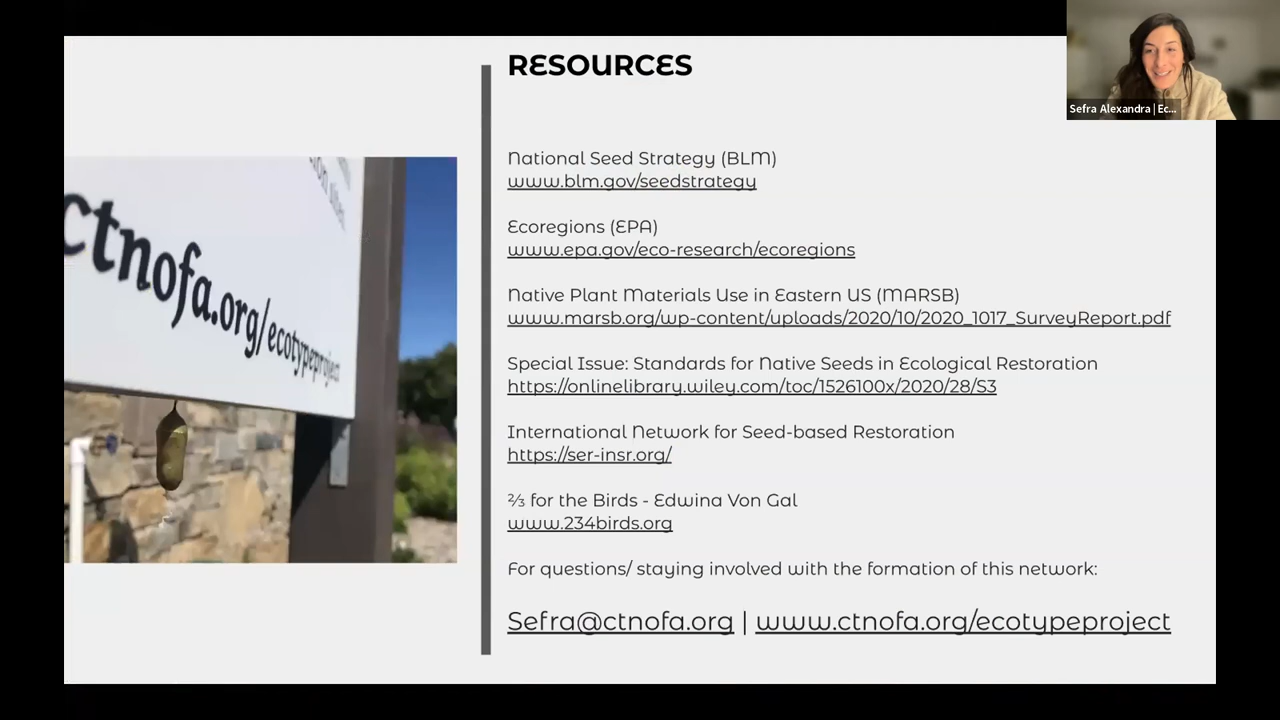 RESOURCES
Sefra Alexandra | Ec...
National Seed Strategy (BLM)
www.blm.gov/seedstrategy
Ecoregions (EPA)
www.epa.gov/eco-research/ecoregions
Native Plant Materials Use in Eastern US (MARSB)
www.marsb.org/wp-content/uploads/2020/10/2020_1017_SurveyReport.pdf
Special Issue: Standards for Native Seeds in Ecological Restoration
https://onlinelibrary.wiley.com/toc/1526100x/2020/28/S3
International Network for Seed-based Restoration
https://ser-insr.org/
⅔ for the Birds - Edwina Von Gal
www.234birds.org
For questions/ staying involved with the formation of this network:
Sefra@ctnofa.org | www.ctnofa.org/ecotypeproject
ctnofa.org/ecotypeproject